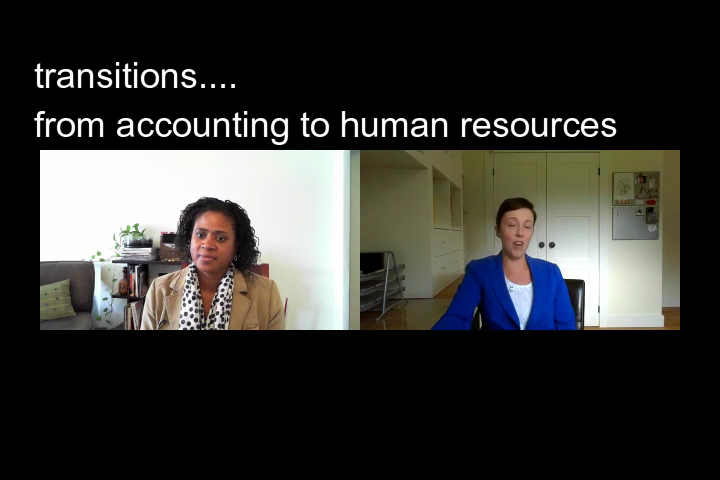 transitions....
from accounting to human resources